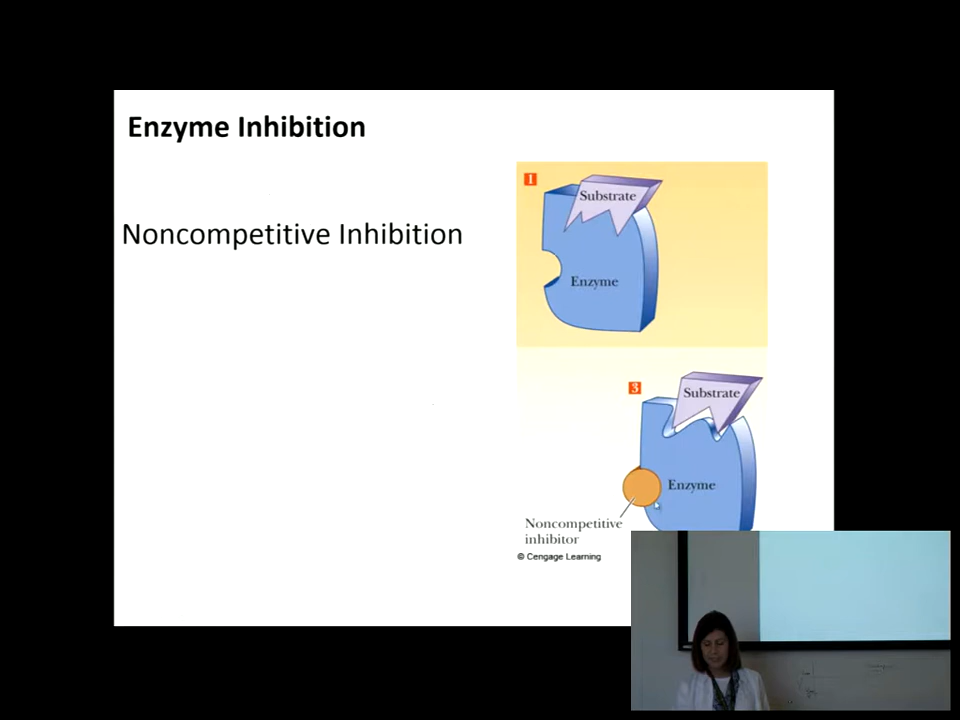 Enzyme Inhibition
Noncompetitive Inhibition
1
Substrate
Enzyme
3
Substrate
Enzyme
Noncompetitive
inhibitor
© Cengage Learning